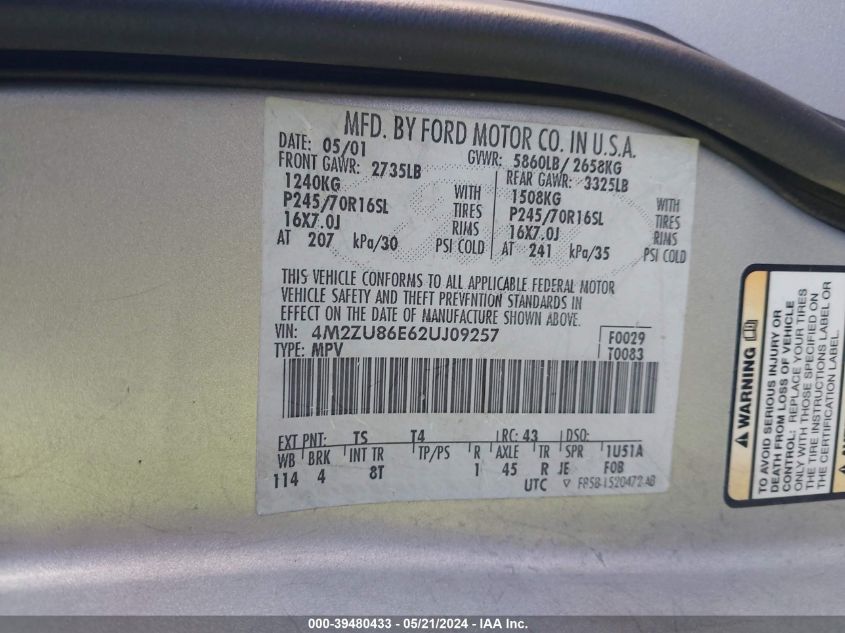 MFD. BY FORD MOTOR CO. IN U.S.A.
DATE: 05/01 GVWR: 5860LB/ 2658KG
FRONT GAWR: 2735LB REAR GAWR: 3325LB
1240KG WITH 1508KG WITH
P245/70R16SL TIRES P245/70R16SL TIRES
16X7.0J RIMS 16X7.0J RIMS
AT 207 kPa/30 PSI COLD AT 241 kPa/35 PSI COLD
THIS VEHICLE CONFORMS TO ALL APPLICABLE FEDERAL MOTOR
VEHICLE SAFETY AND THEFT PREVENTION STANDARDS IN
EFFECT ON THE DATE OF MANUFACTURE SHOWN ABOVE.
VIN: 4M2ZU86E62UJ09257 F0029
TYPE: MPV T0083
EXT PNT: TS T4 RC: 43 DSO:
WB BRK INT TR TP/PS R AXLE TR SPR 1U51A
114 4 8T 1 45 R JE FOB
UTC
WARNING
TO AVOID SERIOUS INJURY OR
DEATH FROM LOSS OF VEHICLE
CONTROL: REPLACE YOUR TIRES
ONLY WITH THOSE SPECIFIED ON
THE TIRE INSTRUCTIONS LABEL OR
THE CERTIFICATION LABEL.
000-39480433 - 05/21/2024 - IAA Inc.